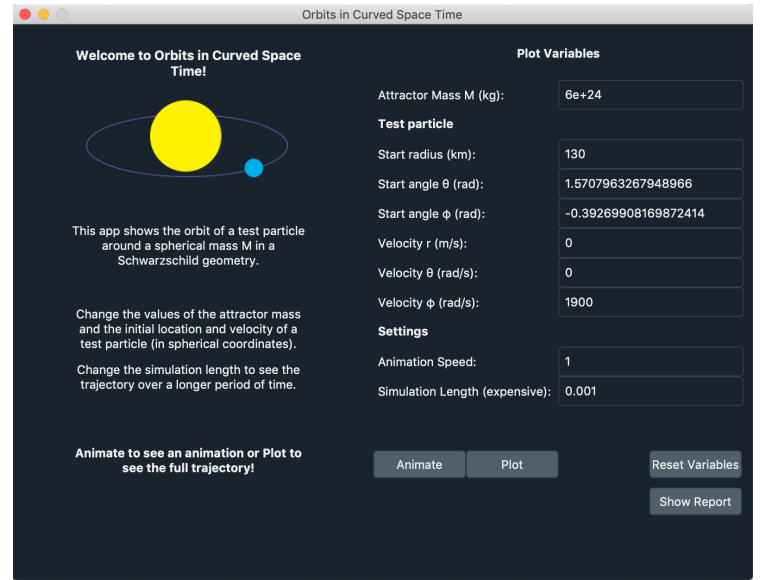 Orbits in Curved Space Time
Welcome to Orbits in Curved Space
Time!
This app shows the orbit of a test particle
around a spherical mass M in a
Schwarzschild geometry.
Change the values of the attractor mass
and the initial location and velocity of a
test particle (in spherical coordinates).
Change the simulation length to see the
trajectory over a longer period of time.
Animate to see an animation or Plot to
see the full trajectory!
Plot Variables
Attractor Mass M (kg): 6e+24
Test particle
Start radius (km): 130
Start angle θ (rad): 1.5707963267948966
Start angle ϕ (rad): -0.39269908169872414
Velocity r (m/s): 0
Velocity θ (rad/s): 0
Velocity ϕ (rad/s): 1900
Settings
Animation Speed: 1
Simulation Length (expensive): 0.001
Animate Plot Reset Variables
Show Report